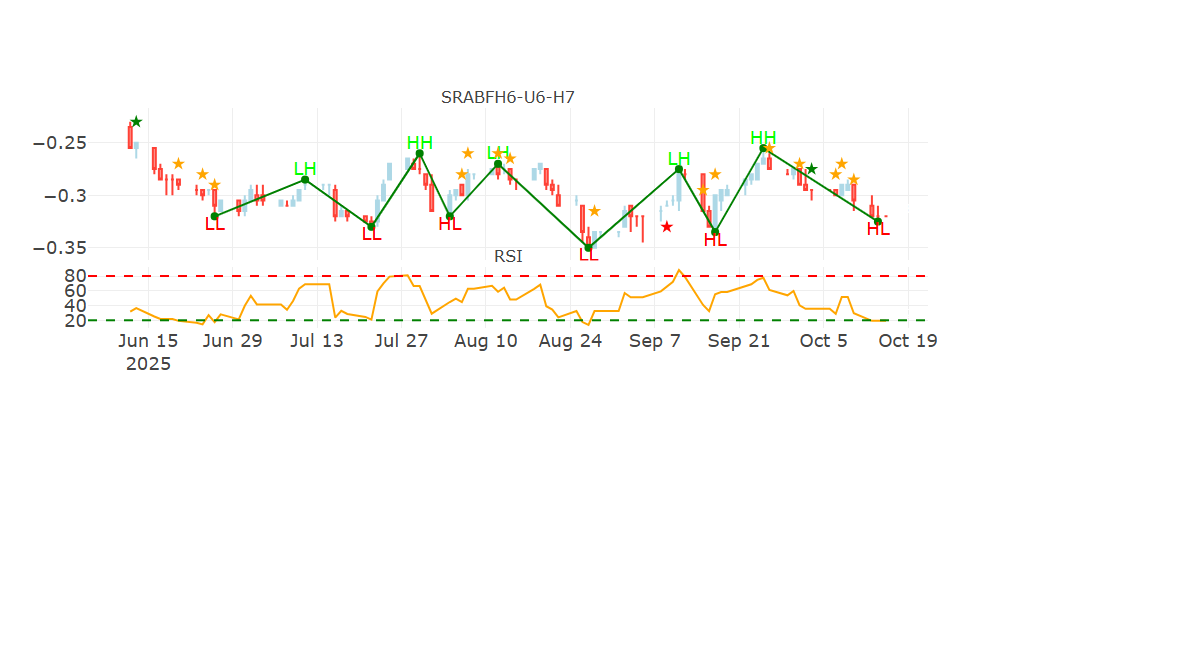 SRABFH6-U6-H7
−0.25
−0.3
−0.35
LH
HH
LH
LH
HH
LL
LL
HL
LL
HL
HL
RSI
80
60
40
20
Jun 15
2025
Jun 29
Jul 13
Jul 27
Aug 10
Aug 24
Sep 7
Sep 21
Oct 5
Oct 19